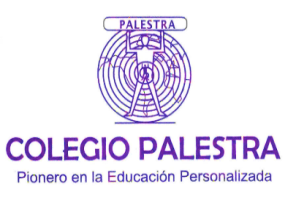 PALESTRA
COLEGIO PALESTRA
Pionero en la Educación Personalizada